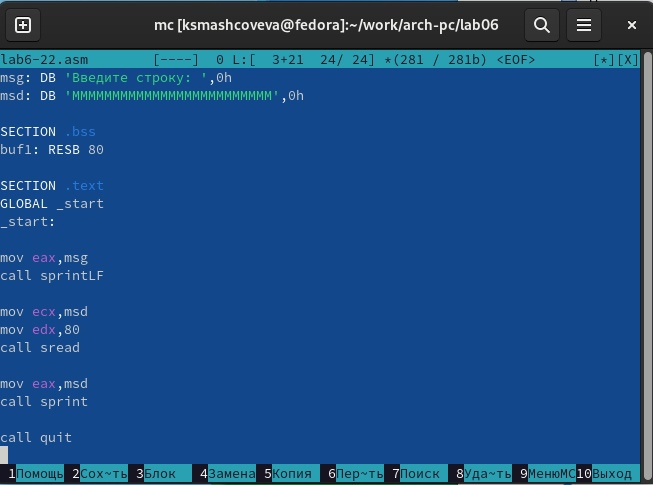 mc [ksmashcoveva@fedora]:~/work/arch-pc/lab06
lab6-22.asm [----] 0 L:[ 3+21 24/ 24] *(281 / 281b) <EOF> [*][X]
msg: DB 'Введите строку: ',0h
msd: DB 'MMMMMMMMMMMMMMMMMMMMMMMMM',0h
SECTION .bss
buf1: RESB 80
SECTION .text
GLOBAL _start
_start:
mov eax,msg
call sprintLF
mov ecx,msd
mov edx,80
call sread
mov eax,msd
call sprint
call quit
1Помощь 2Сох~ть 3Блок 4Замена 5Копия 6Пер~ть 7Поиск 8Уда~ть 9МенюMC 10Выход